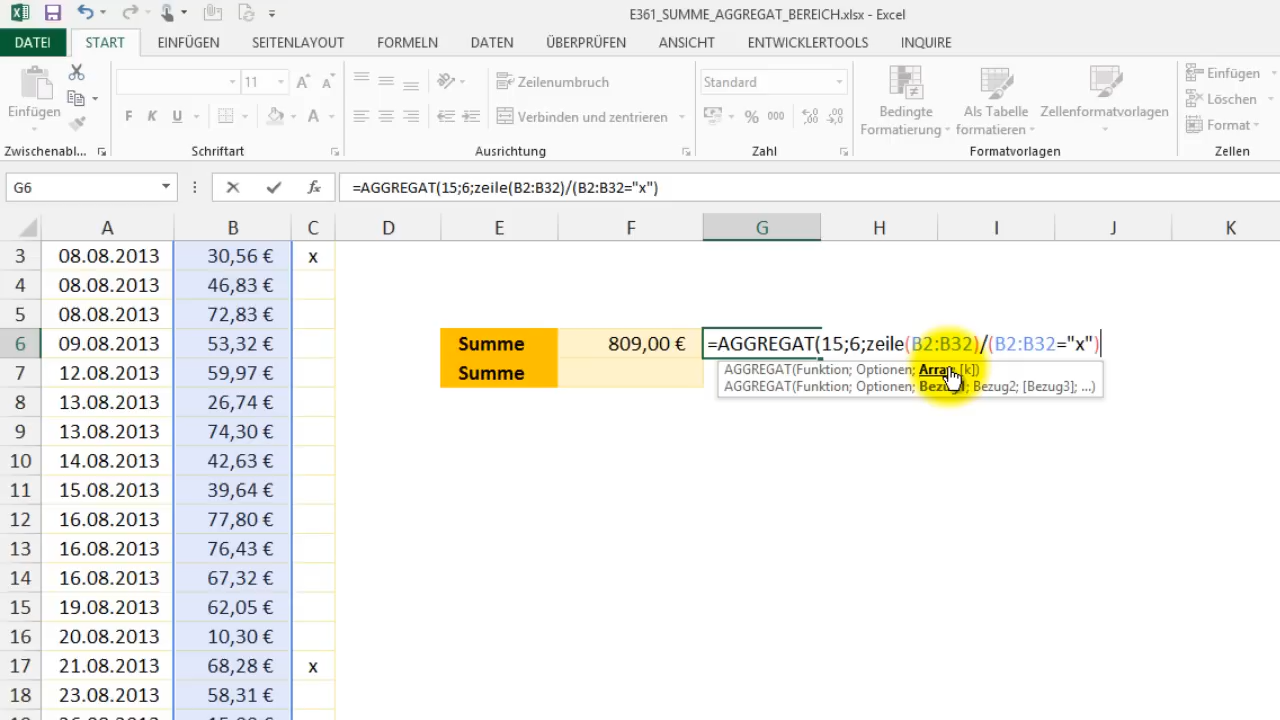 E361_SUMME_AGGREGAT_BEREICH.xlsx - Excel
DATEI START EINFÜGEN SEITENLAYOUT FORMELN DATEN ÜBERPRÜFEN ANSICHT ENTWICKLERTOOLS INQUIRE
Einfügen
11 A A
F K U A
Zeilenumbruch
Verbinden und zentrieren
Standard
% 000
Bedingte Formatierung
Als Tabelle formatieren
Zellenformatvorlagen
Einfügen
Löschen
Format
Zwischenabl... Schriftart Ausrichtung Zahl Formatvorlagen Zellen
G6 fx =AGGREGAT(15;6;zeile(B2:B32)/(B2:B32="x")
A B C D E F G H I J K
3 08.08.2013 30,56 € x
4 08.08.2013 46,83 €
5 08.08.2013 72,83 €
6 09.08.2013 53,32 € Summe 809,00 € =AGGREGAT(15;6;zeile(B2:B32)/(B2:B32="x")
7 12.08.2013 59,97 € Summe AGGREGAT(Funktion; Optionen; Array; [k])
AGGREGAT(Funktion; Optionen; Bezug1; Bezug2; [Bezug3]; ...)
8 13.08.2013 26,74 €
9 13.08.2013 74,30 €
10 14.08.2013 42,63 €
11 15.08.2013 39,64 €
12 16.08.2013 77,80 €
13 16.08.2013 76,43 €
14 16.08.2013 67,32 €
15 19.08.2013 62,05 €
16 20.08.2013 10,30 €
17 21.08.2013 68,28 € x
18 23.08.2013 58,31 €